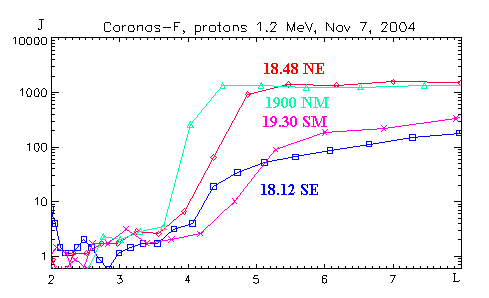 J
Coronas-F, protons 1.2 MeV, Nov 7, 2004
10000
18.48 NE
1000
1900 NM
19.30 SM
100
18.12 SE
10
1
2 3 4 5 6 7 L